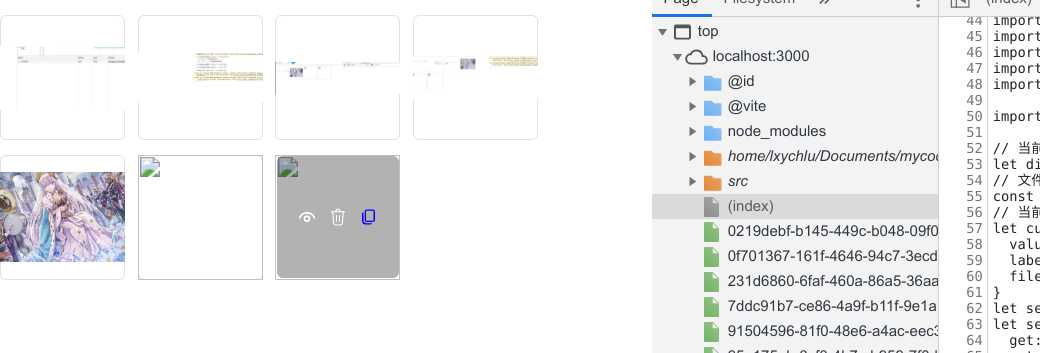 Page
Filesystem
(index)
top
localhost:3000
@id
@vite
node_modules
home/lxychlu/Documents/mycoc
src
(index)
0219debf-b145-449c-b048-09f0
0f701367-161f-4646-94c7-3ecd
231d6860-6faf-460a-86a5-36aa
7ddc91b7-ce86-4a9f-b11f-9e1a
91504596-81f0-48e6-a4ac-eec3
44 import
45 import
46 import
47 import
48 import
49
50 import
51
52 // 当前
53 let di
54 // 文件
55 const
56 // 当前
57 let cu
58 valu
59 labe
60 file
61 }
62 let se
63 let se
64 get: